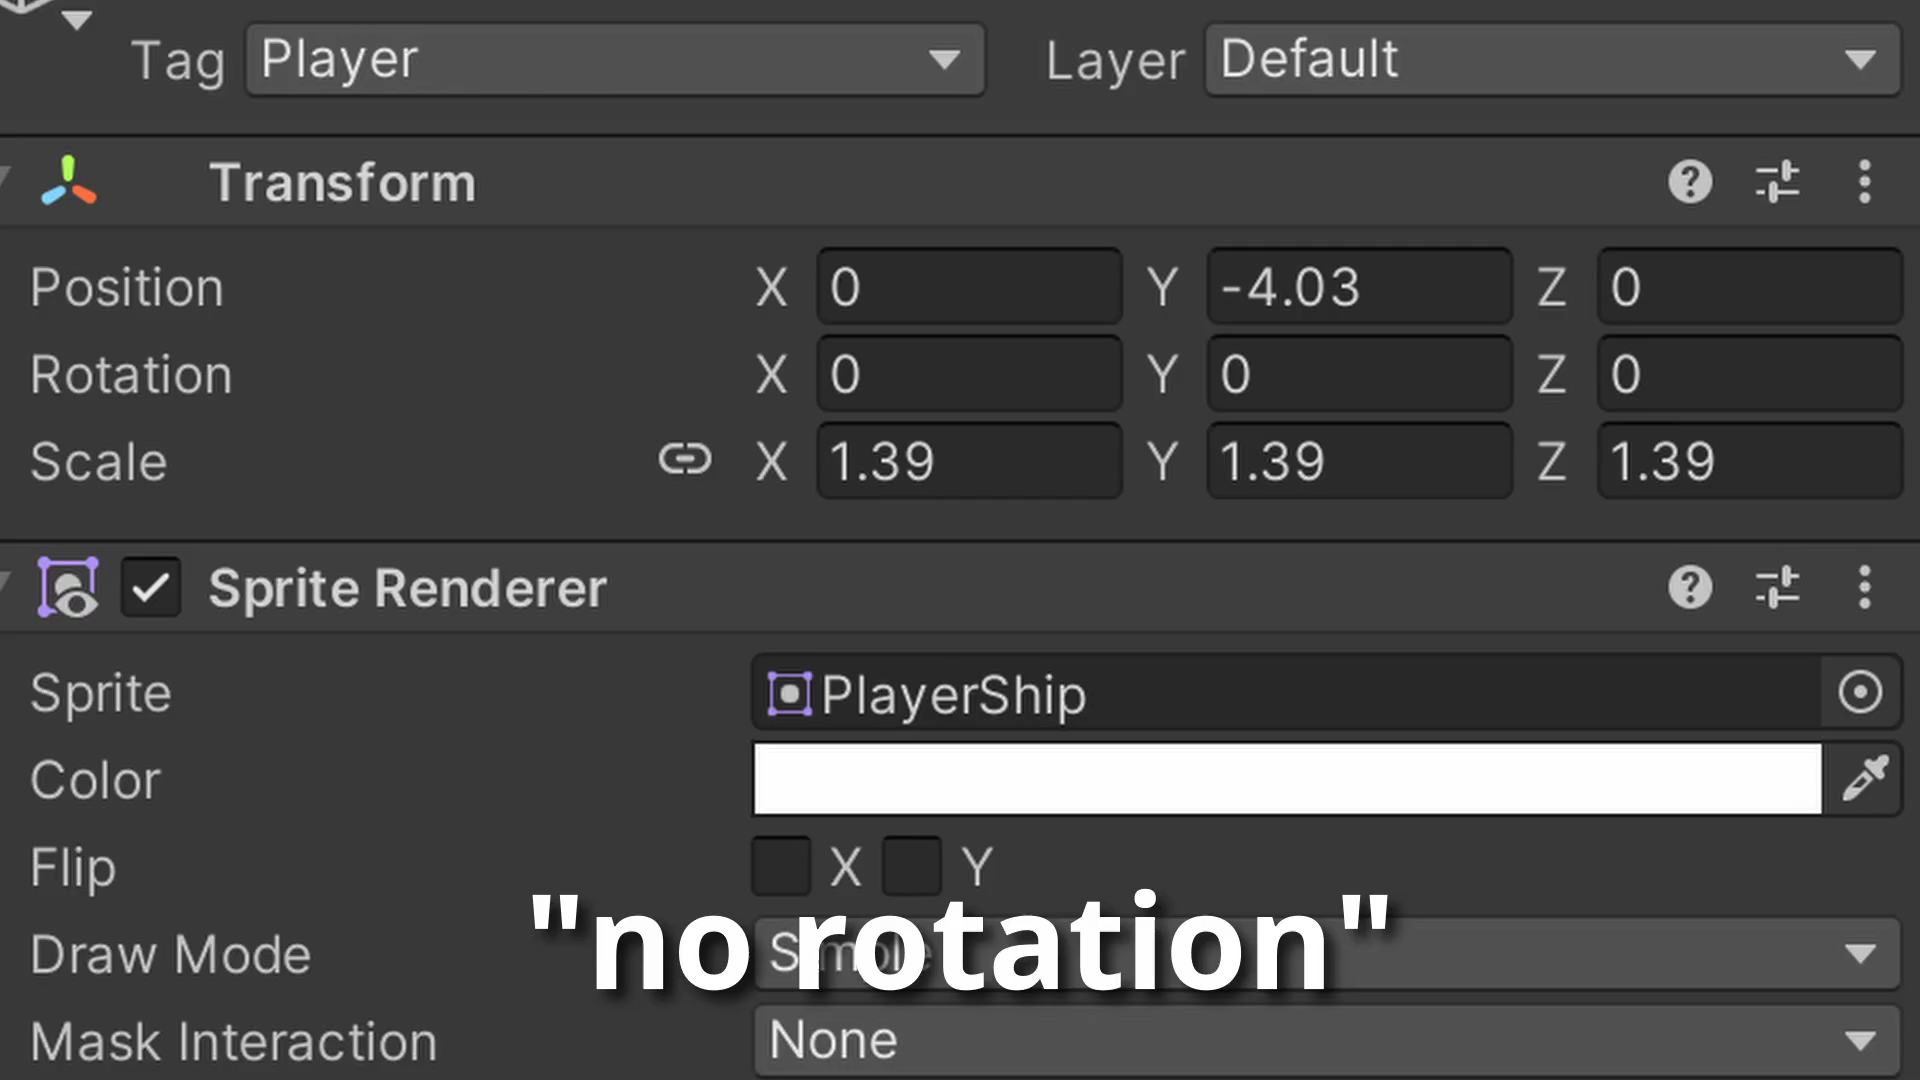 Tag Player Layer Default
Transform
Position X 0 Y -4.03 Z 0
Rotation X 0 Y 0 Z 0
Scale X 1.39 Y 1.39 Z 1.39
Sprite Renderer
Sprite PlayerShip
Color
Flip X Y
"no rotation"
Draw Mode
Mask Interaction None